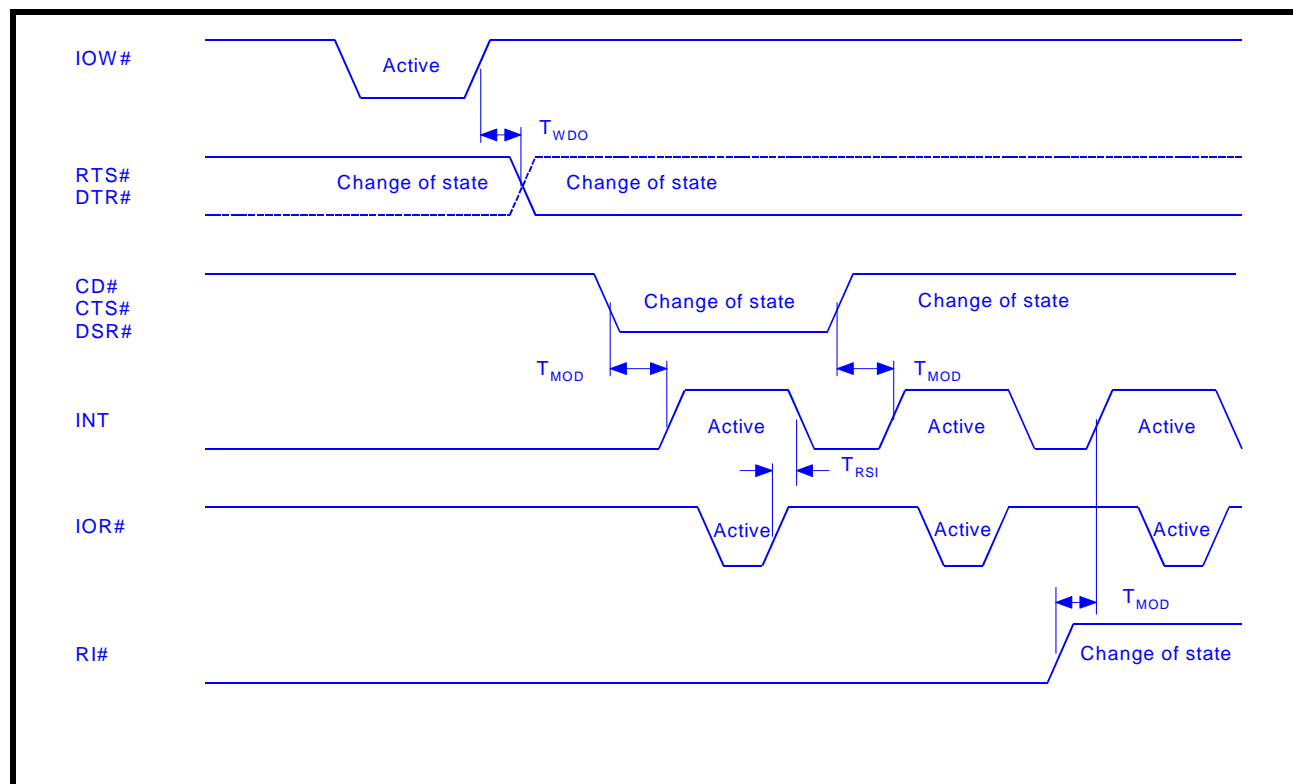 IOW#
Active
TWDO
RTS#
DTR#
Change of state
Change of state
CD#
CTS#
DSR#
Change of state
Change of state
TMOD
TMOD
INT
Active
Active
Active
TRSI
IOR#
Active
Active
Active
TMOD
RI#
Change of state